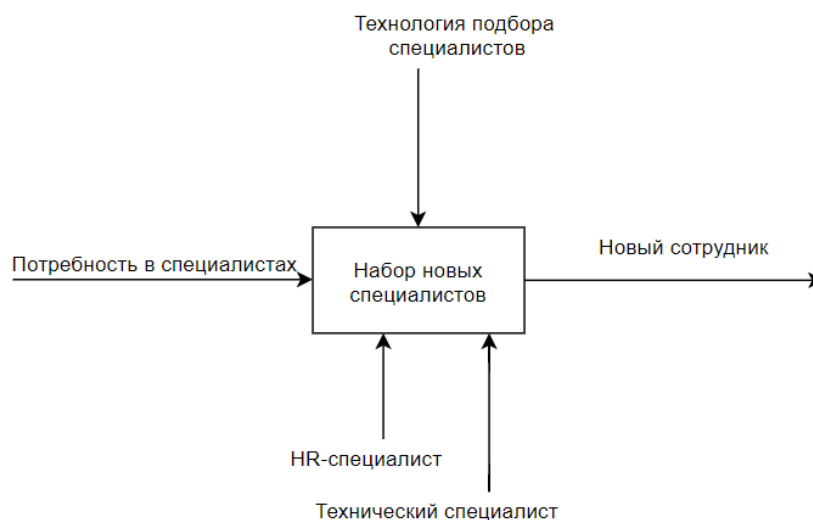 Технология подбора
специалистов
Потребность в специалистах
Набор новых
специалистов
Новый сотрудник
HR-специалист
Технический специалист